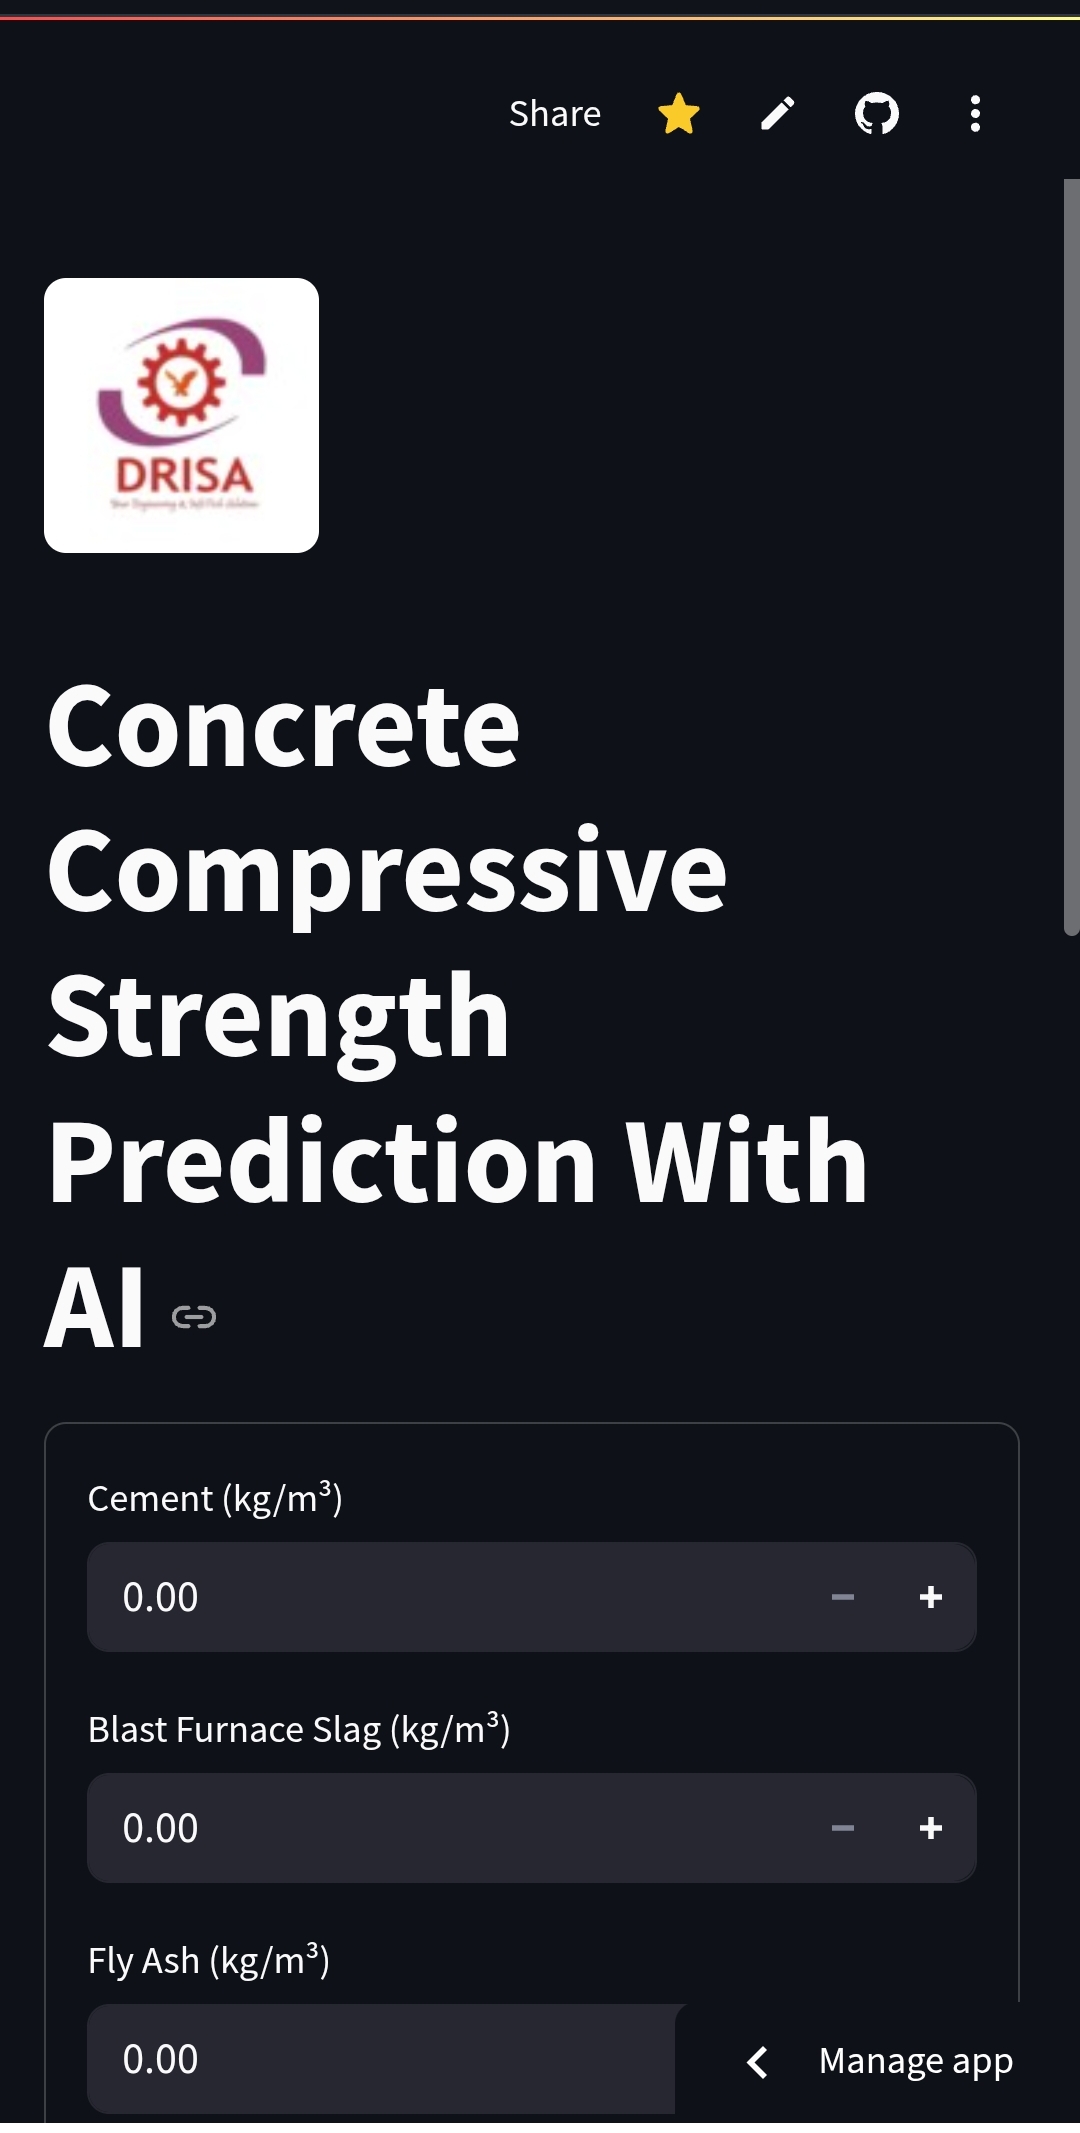 Share
DRISA
Concrete
Compressive
Strength
Prediction With
AI
Cement (kg/m³)
0.00
Blast Furnace Slag (kg/m³)
0.00
Fly Ash (kg/m³)
0.00
Manage app